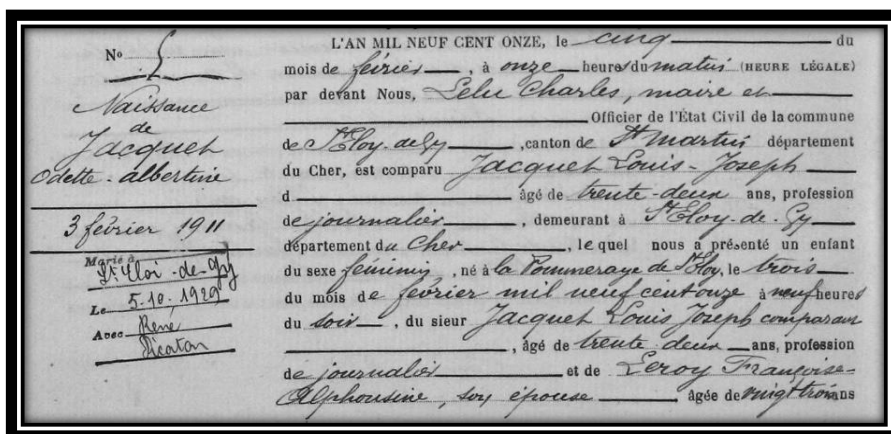 N° 5
Naissance
de
Jacquet
Odette-Albertine
3 février 1911
Marié à
St Eloi-de-Gy
Le 5-10-1929
Avec René
Picaton
L'AN MIL NEUF CENT ONZE, le cinq du
mois de février, à onze heures du matin (HEURE LÉGALE)
par devant Nous, Lelu Charles, maire et
Officier de l'État Civil de la commune
de St Eloy-de-Gy, canton de St Martin département
du Cher, est comparu Jacquet Louis-Joseph
d âgé de trente-deux ans, profession
de journalier, demeurant à St Eloy-de-Gy
département du Cher, lequel nous a présenté un enfant
du sexe féminin, né à la Pommeraye de St Eloy, le trois
du mois de février mil neuf cent onze à neuf heures
du soir, du sieur Jacquet Louis Joseph comparant
, âgé de trente-deux ans, profession
de journalier et de Leroy Françoise-
Alphonsine, son épouse âgée de vingt trois ans